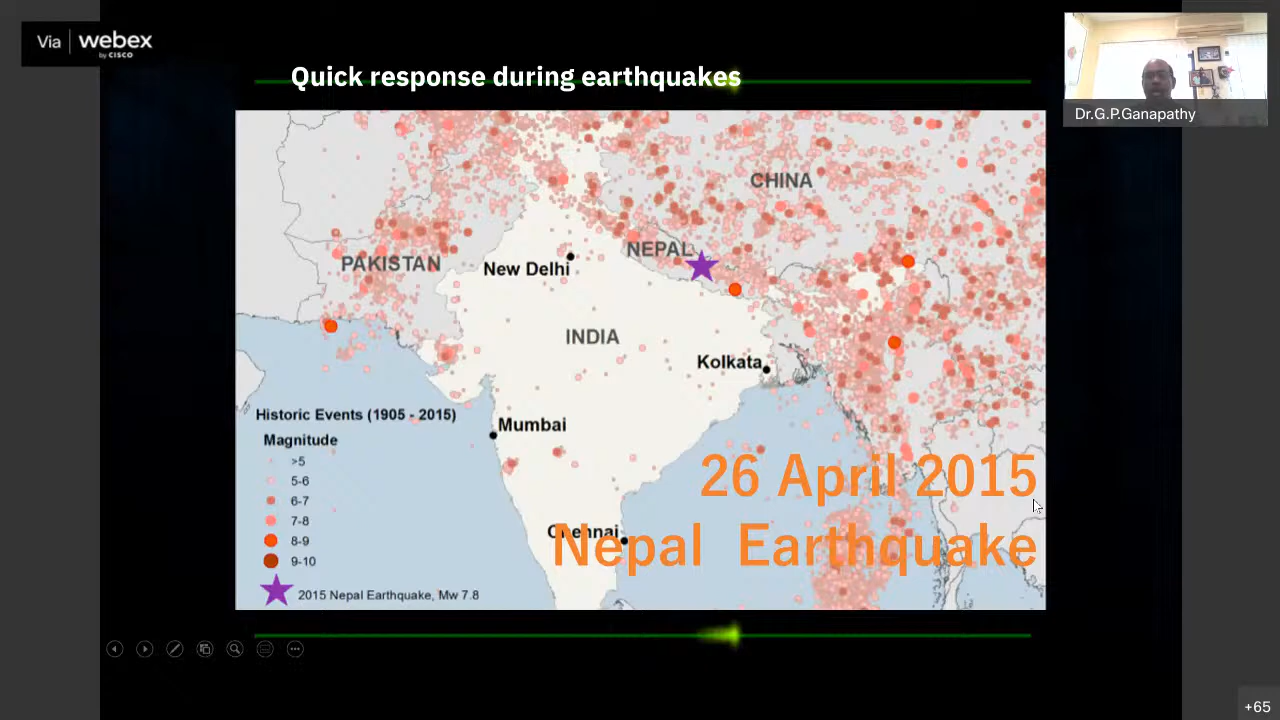 Via webex
by CISCO
Quick response during earthquakes
Dr.G.P.Ganapathy
CHINA
NEPAL
PAKISTAN
New Delhi
INDIA
Kolkata
Historic Events (1905 - 2015)
Magnitude
>5
5-6
6-7
7-8
8-9
9-10
2015 Nepal Earthquake, Mw 7.8
Mumbai
Chennai
26 April 2015
Nepal Earthquake
+65